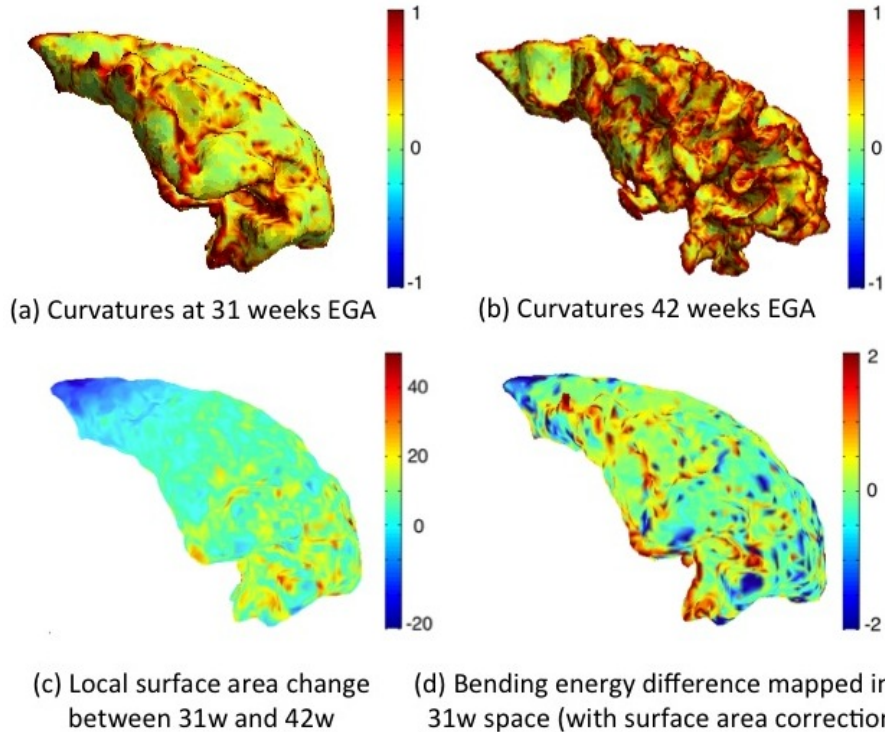 1
0
-1
1
0
-1
(a) Curvatures at 31 weeks EGA
(b) Curvatures 42 weeks EGA
40
20
0
-20
2
0
-2
(c) Local surface area change
between 31w and 42w
(d) Bending energy difference mapped in
31w space (with surface area correction